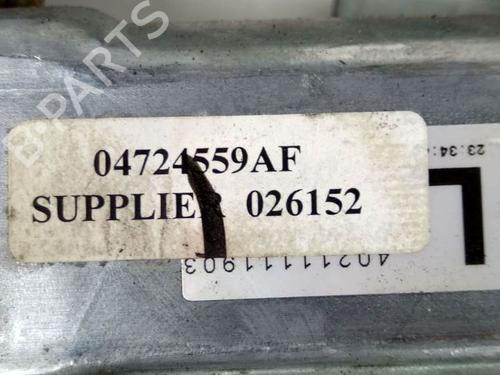 B-PARTS
04724559AF
SUPPLIER 026152
23:34:
L
4021111903